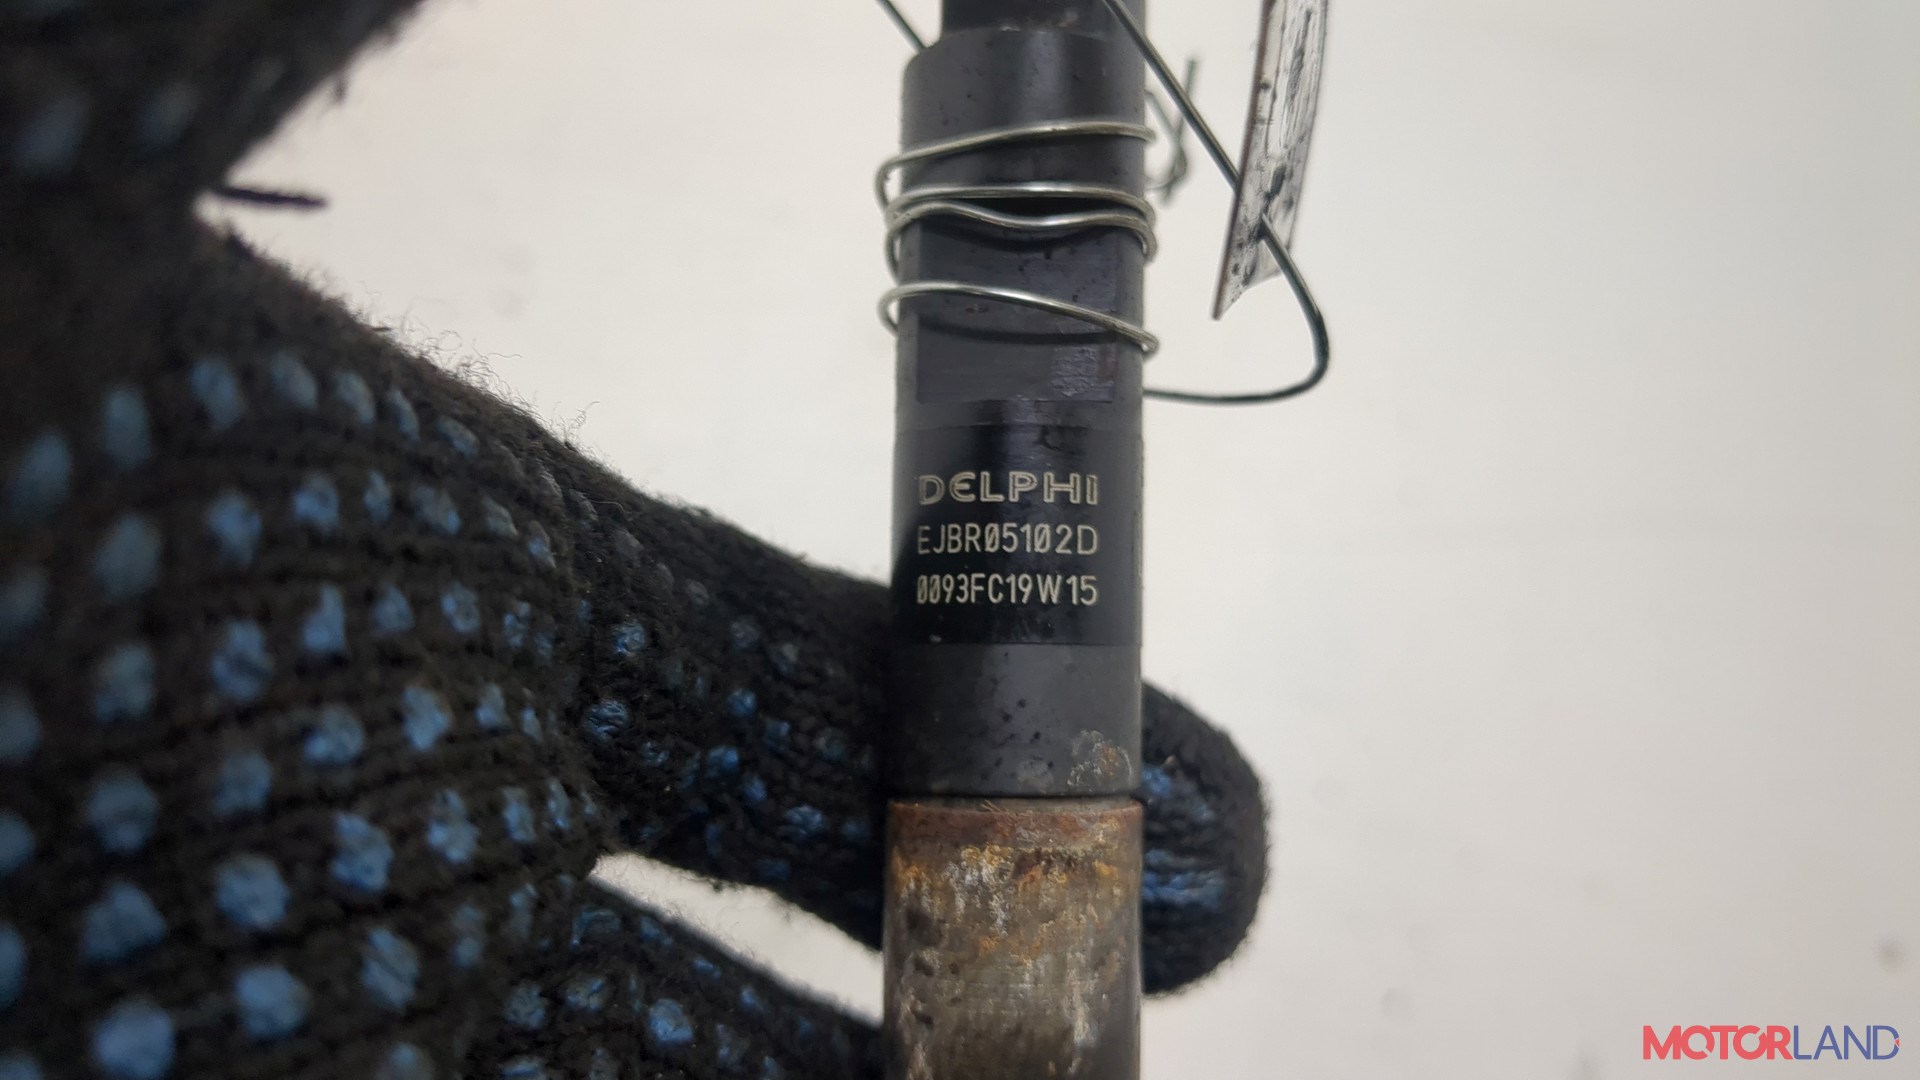 DELPHI
EJBR05102D
0093FC19W15
MOTORLAND